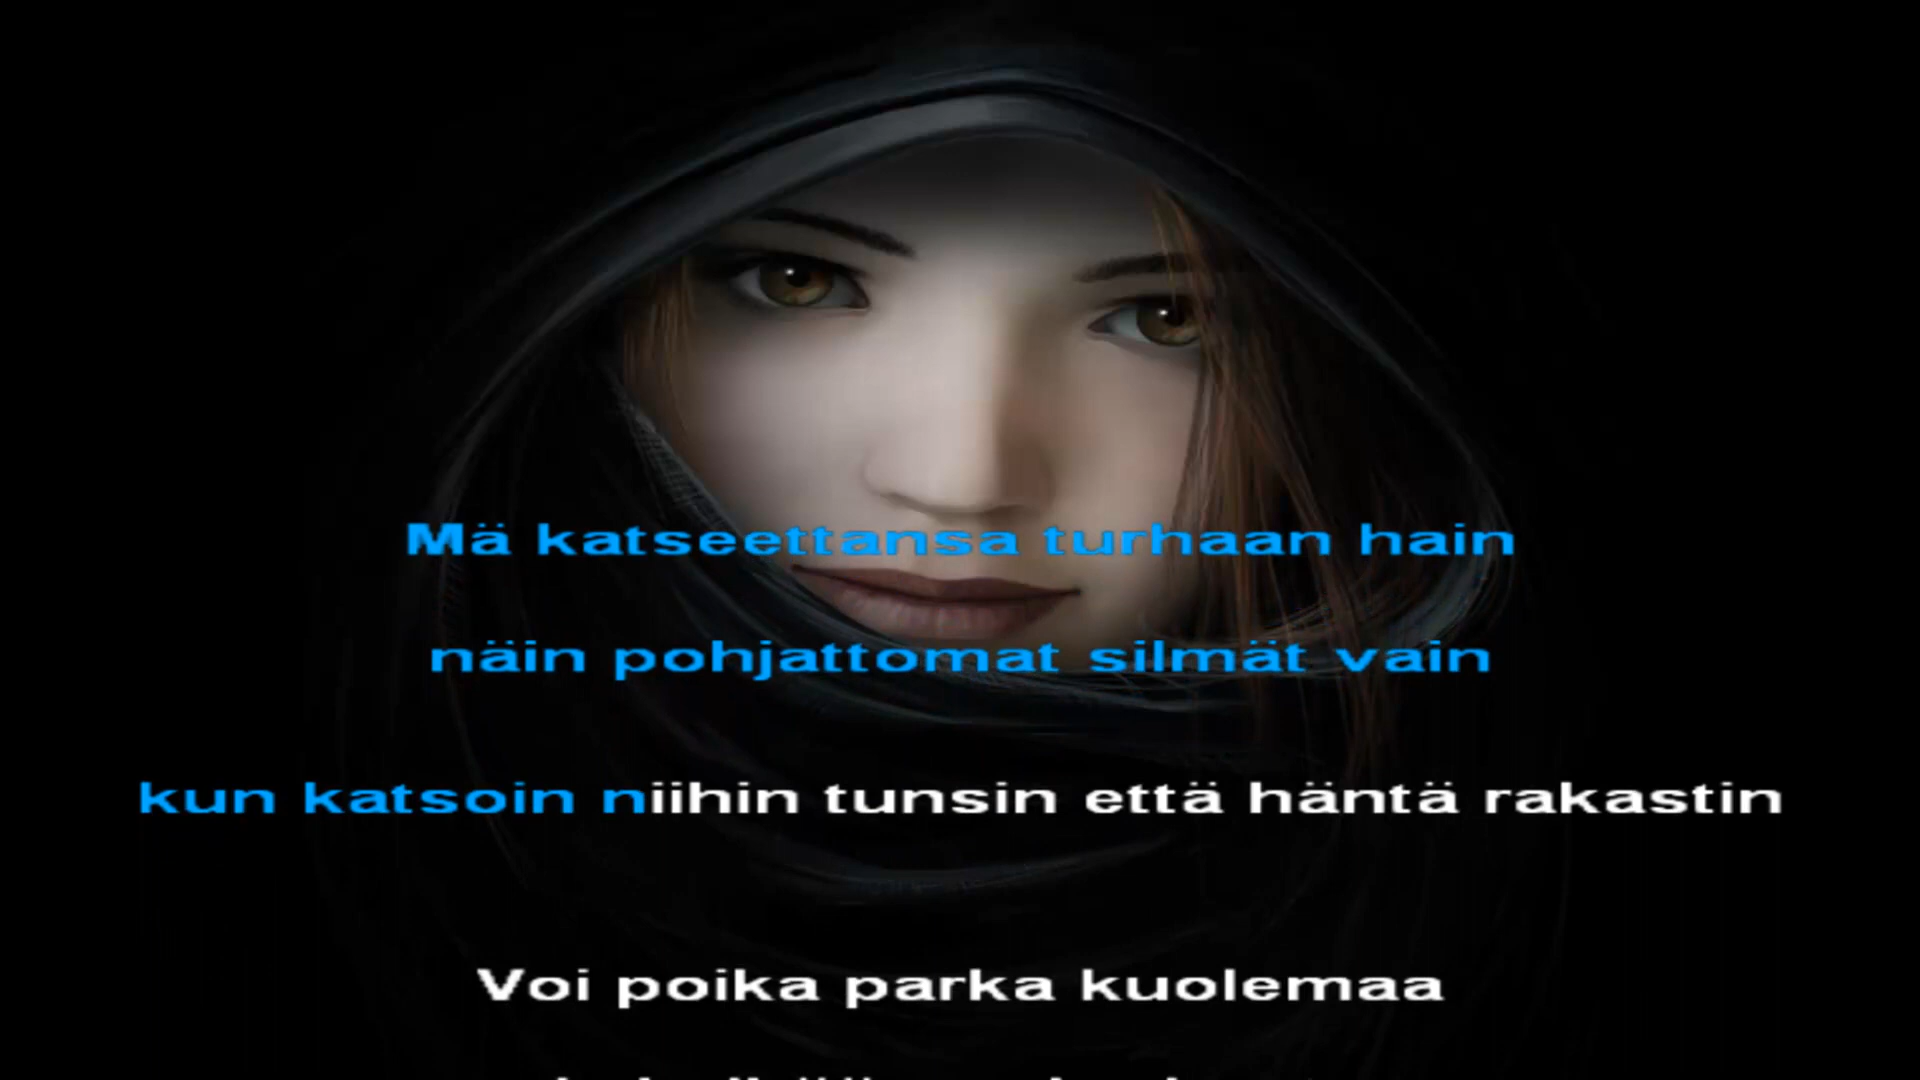 Mä katseettansa turhaan hain
näin pohjattomat silmät vain
kun katsoin niihin tunsin että häntä rakastin
Voi poika parka kuolemaa